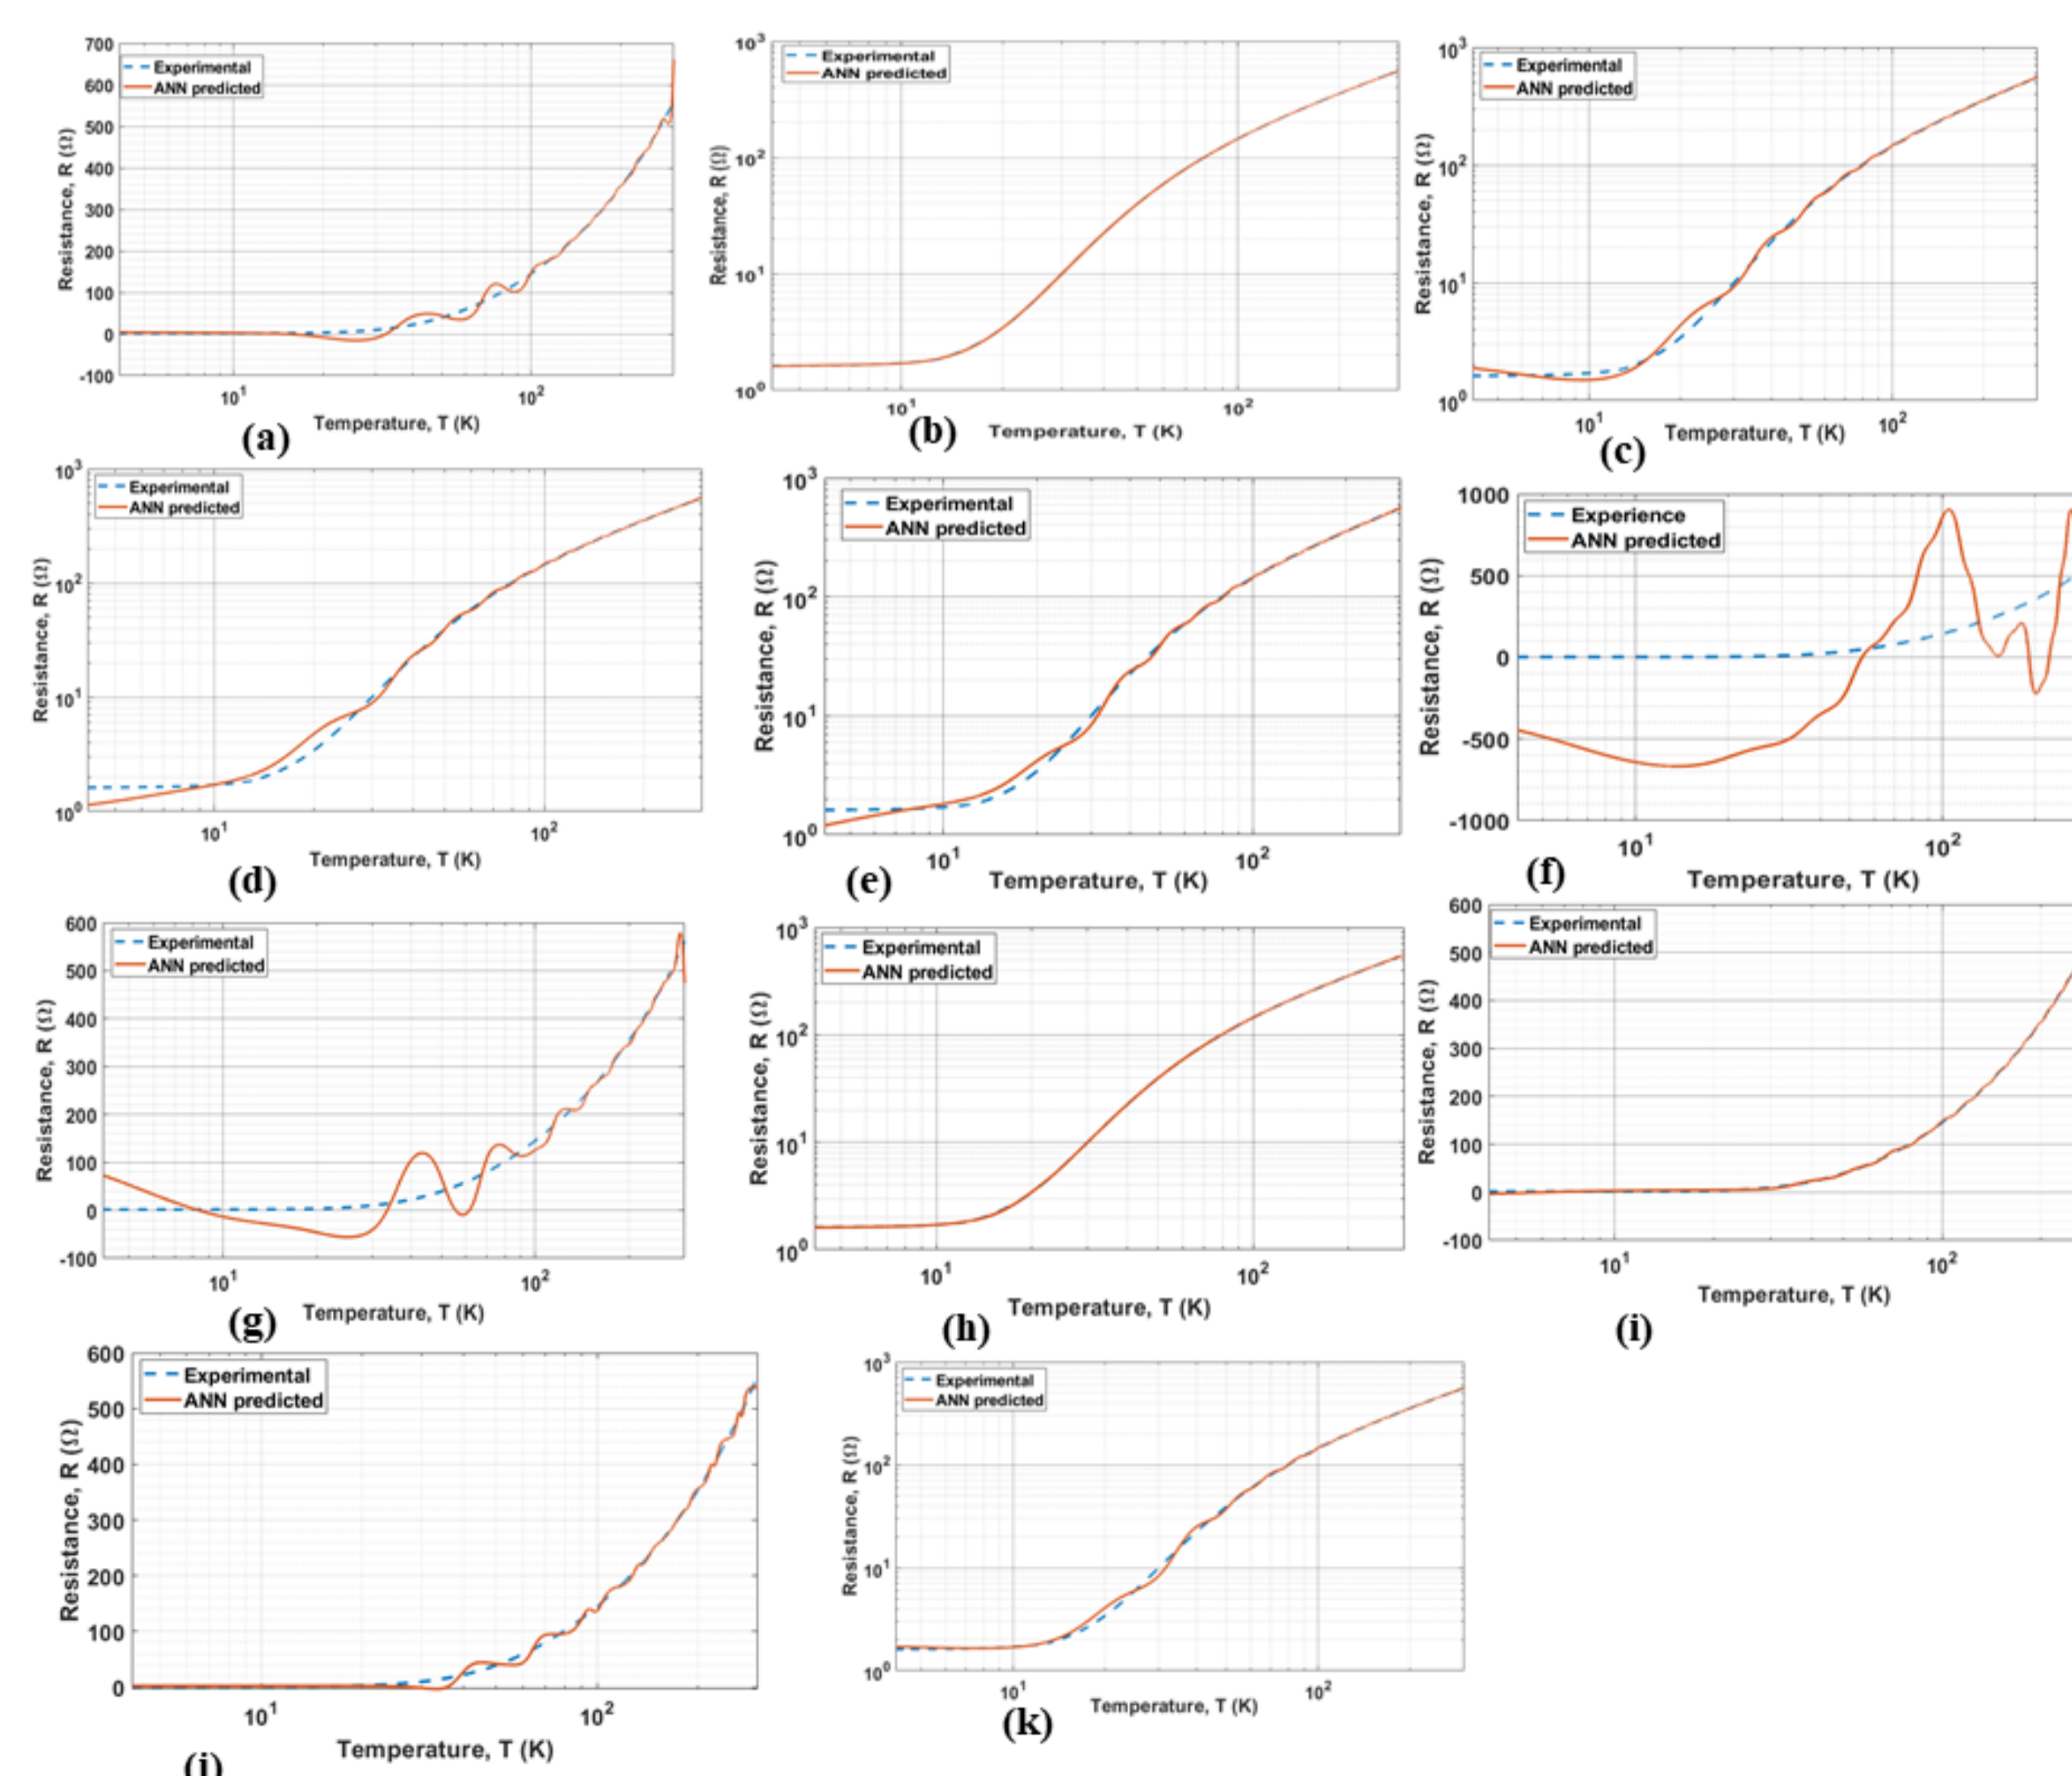 700
600
500
400
300
200
100
0
-100
Resistance, R (Ω)
Experimental
ANN predicted
10¹
10²
Temperature, T (K)
(a)
10³
10²
10¹
10⁰
Resistance, R (Ω)
Experimental
ANN predicted
10¹
10²
Temperature, T (K)
(b)
10³
10²
10¹
10⁰
Resistance, R (Ω)
Experimental
ANN predicted
10¹
10²
Temperature, T (K)
(c)
10³
10²
10¹
10⁰
Resistance, R (Ω)
Experimental
ANN predicted
10¹
10²
Temperature, T (K)
(d)
10³
10²
10¹
10⁰
Resistance, R (Ω)
Experimental
ANN predicted
10¹
10²
Temperature, T (K)
(e)
1000
500
0
-500
-1000
Resistance, R (Ω)
Experience
ANN predicted
10¹
10²
Temperature, T (K)
(f)
600
500
400
300
200
100
0
-100
Resistance, R (Ω)
Experimental
ANN predicted
10¹
10²
Temperature, T (K)
(g)
10³
10²
10¹
10⁰
Resistance, R (Ω)
Experimental
ANN predicted
10¹
10²
Temperature, T (K)
(h)
600
500
400
300
200
100
0
-100
Resistance, R (Ω)
Experimental
ANN predicted
10¹
10²
Temperature, T (K)
(i)
600
500
400
300
200
100
0
Resistance, R (Ω)
Experimental
ANN predicted
10¹
10²
Temperature, T (K)
10³
10²
10¹
10⁰
Resistance, R (Ω)
Experimental
ANN predicted
10¹
10²
Temperature, T (K)
(k)